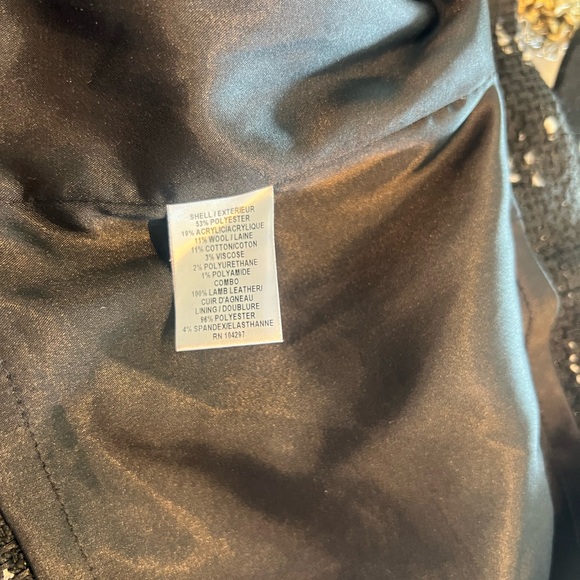 SHELL / EXTERIEUR
53% POLYESTER
19% ACRYLIC/ACRYLIQUE
11% WOOL / LAINE
11% COTTON/COTON
3% VISCOSE
2% POLYURETHANE
1% POLYAMIDE
COMBO
100% LAMB LEATHER/
CUIR D'AGNEAU
LINING / DOUBLURE
96% POLYESTER
4% SPANDEX/ELASTHANNE
RN 104297